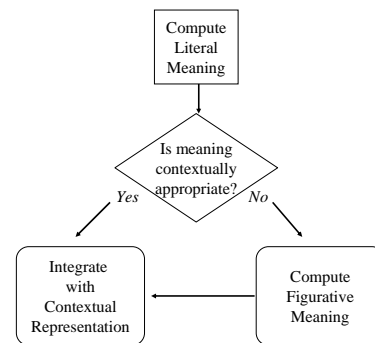 Compute
Literal
Meaning
Is meaning
contextually
appropriate?
Yes
No
Integrate
with
Contextual
Representation
Compute
Figurative
Meaning